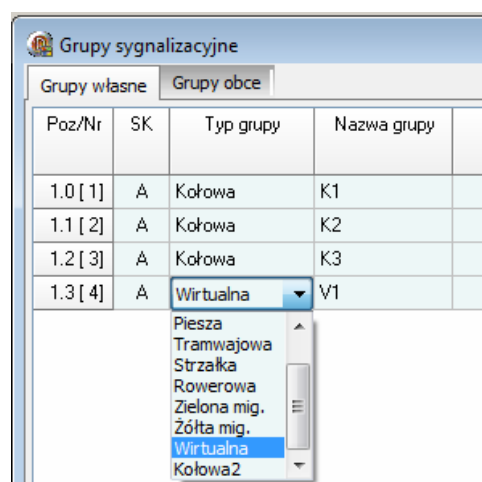 Grupy sygnalizacyjne
Grupy własne Grupy obce
Poz/Nr SK Typ grupy Nazwa grupy
1.0 [ 1] A Kołowa K1
1.1 [ 2] A Kołowa K2
1.2 [ 3] A Kołowa K3
1.3 [ 4] A Wirtualna V1
Piesza
Tramwajowa
Strzałka
Rowerowa
Zielona mig.
Żółta mig.
Wirtualna
Kołowa2